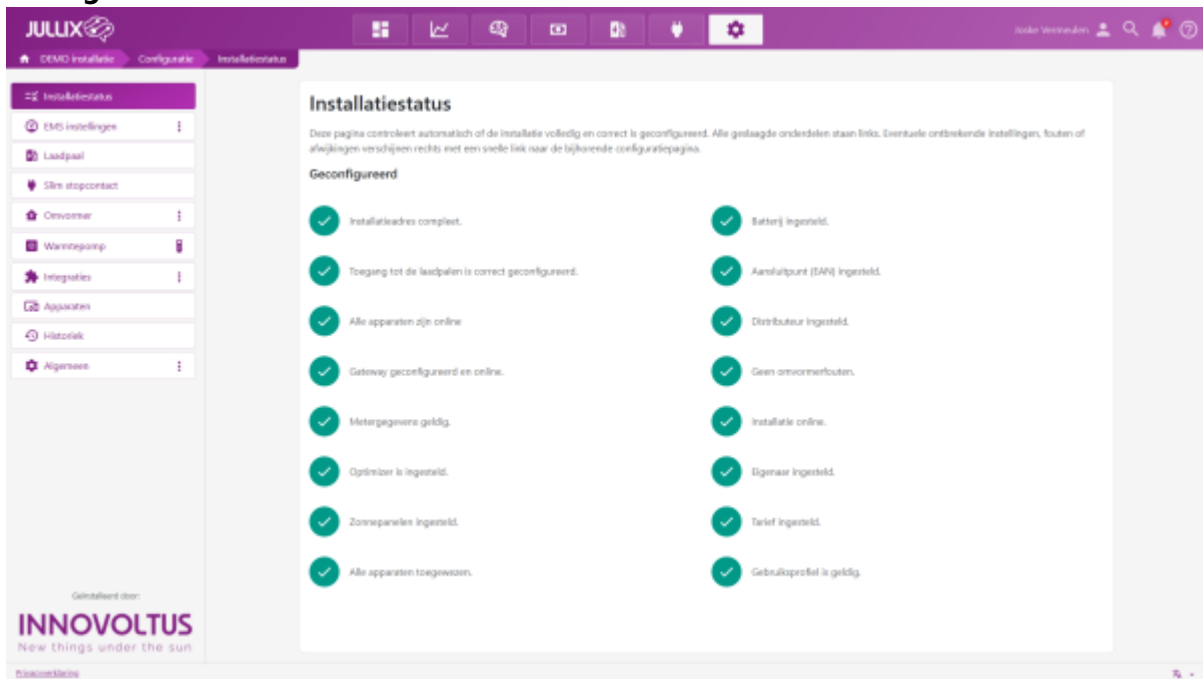 JULLIX
Joske Vermeulen
DEMO installatie
Configuratie
Installatiestatus
Installatiestatus
EMS instellingen
Laadpaal
Slim stopcontact
Omvormer
Warmtepomp
Integraties
Apparaten
Historiek
Algemeen
Geïnstalleerd door:
INNOVOLTUS
New things under the sun
Privacyverklaring
Installatiestatus
Deze pagina controleert automatisch of de installatie volledig en correct is geconfigureerd. Alle geslaagde onderdelen staan links. Eventuele ontbrekende instellingen, fouten of
afwijkingen verschijnen rechts met een snelle link naar de bijhorende configuratiepagina.
Geconfigureerd
Installatieadres compleet.
Batterij ingesteld.
Toegang tot de laadpalen is correct geconfigureerd.
Aansluitpunt (EAN) ingesteld.
Alle apparaten zijn online
Distributeur ingesteld.
Gateway geconfigureerd en online.
Geen omvormerfouten.
Metergegevens geldig.
Installatie online.
Optimizer is ingesteld.
Eigenaar ingesteld.
Zonnepanelen ingesteld.
Tarief ingesteld.
Alle apparaten toegewezen.
Gebruiksprofiel is geldig.